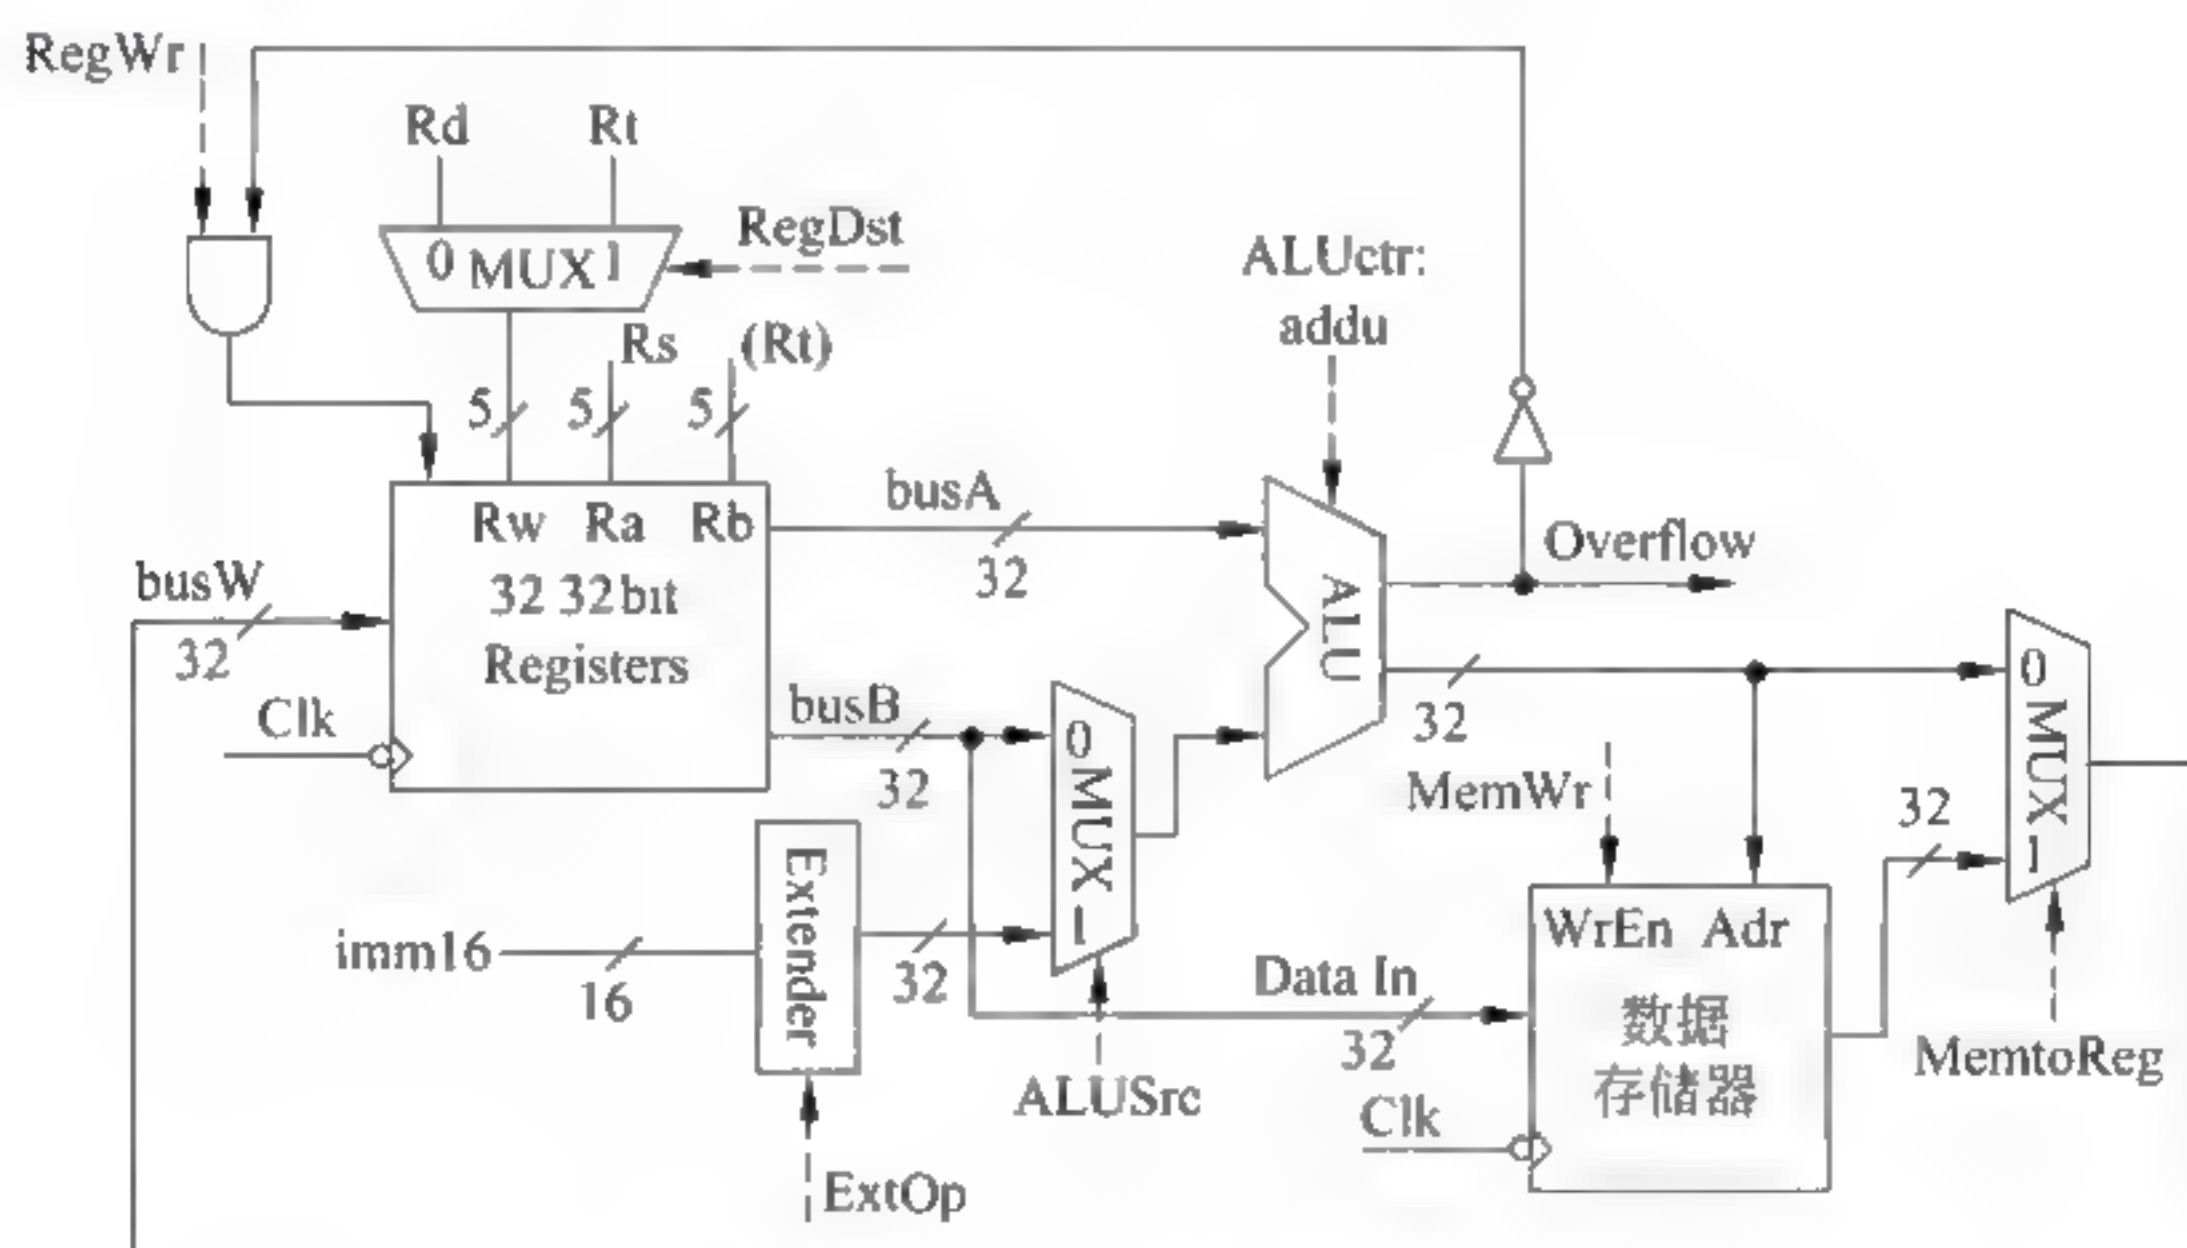 RegWr
Rd
Rt
0 MUX 1
RegDst
ALUctr:
addu
Rs
(Rt)
5
5
5
Rw Ra Rb
32 32bit
Registers
busA
32
Overflow
busW
32
Clk
busB
32
0 MUX 1
ALU
32
0 MUX 1
MemWr
32
imm16
16
Extender
32
WrEn Adr
数据
存储器
Data In
32
Clk
MemtoReg
ALUSrc
ExtOp